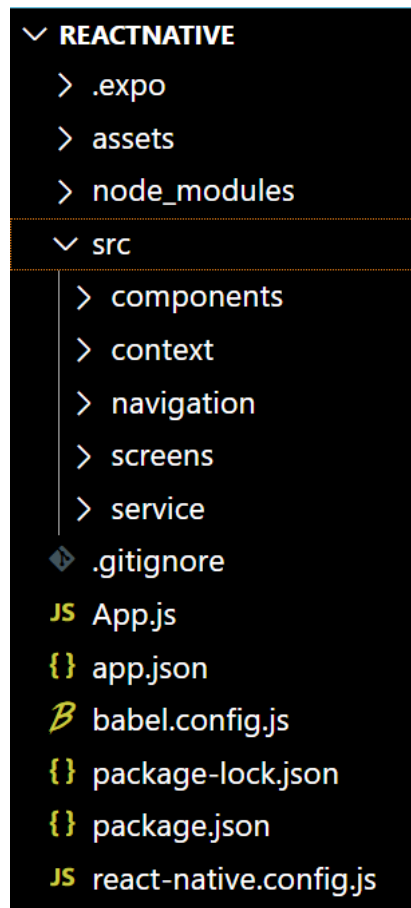 REACTNATIVE
.expo
assets
node_modules
src
components
context
navigation
screens
service
.gitignore
JS App.js
{} app.json
B babel.config.js
{} package-lock.json
{} package.json
JS react-native.config.js